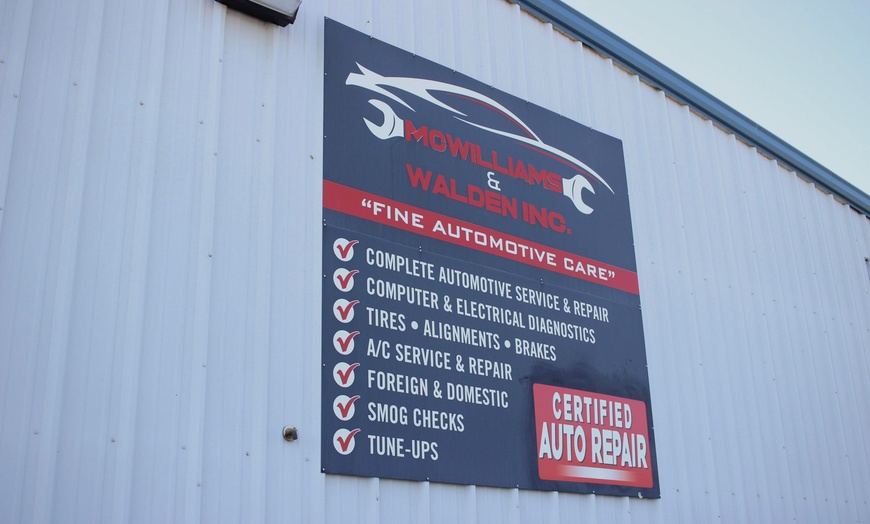 MCWILLIAMS
&
WALDEN INC.
"FINE AUTOMOTIVE CARE"
COMPLETE AUTOMOTIVE SERVICE & REPAIR
COMPUTER & ELECTRICAL DIAGNOSTICS
TIRES • ALIGNMENTS • BRAKES
A/C SERVICE & REPAIR
FOREIGN & DOMESTIC
SMOG CHECKS
TUNE-UPS
CERTIFIED
AUTO REPAIR